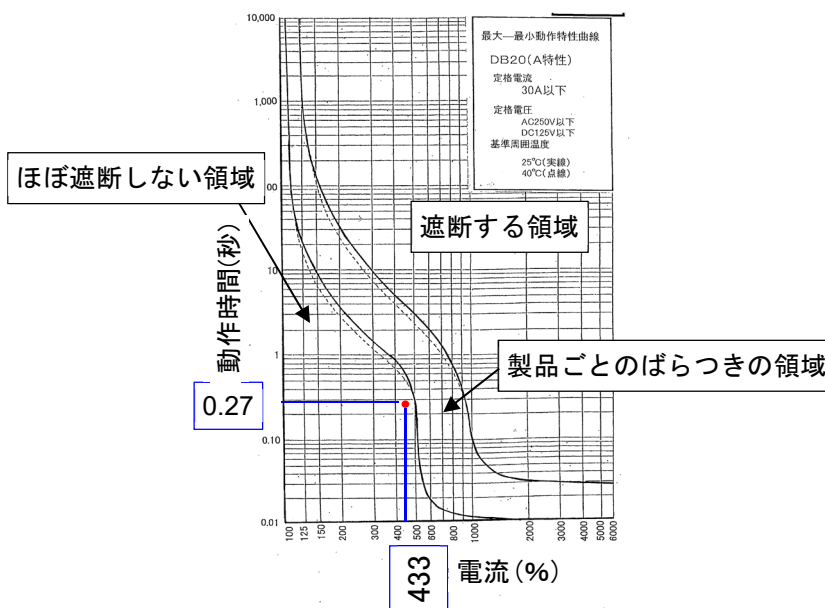 10,000
最大―最小動作特性曲線
DB20(A特性)
定格電流
30A以下
定格電圧
AC250V以下
DC125V以下
基準周囲温度
25℃(実線)
40℃(点線)
1,000
ほぼ遮断しない領域
00
遮断する領域
動作時間(秒)
10
1
製品ごとのばらつきの領域
0.27
0.10
0.01
100 125 150 200 300 400 500 600 800 1000 2000 3000 4000 5000 6000
433
電流(%)